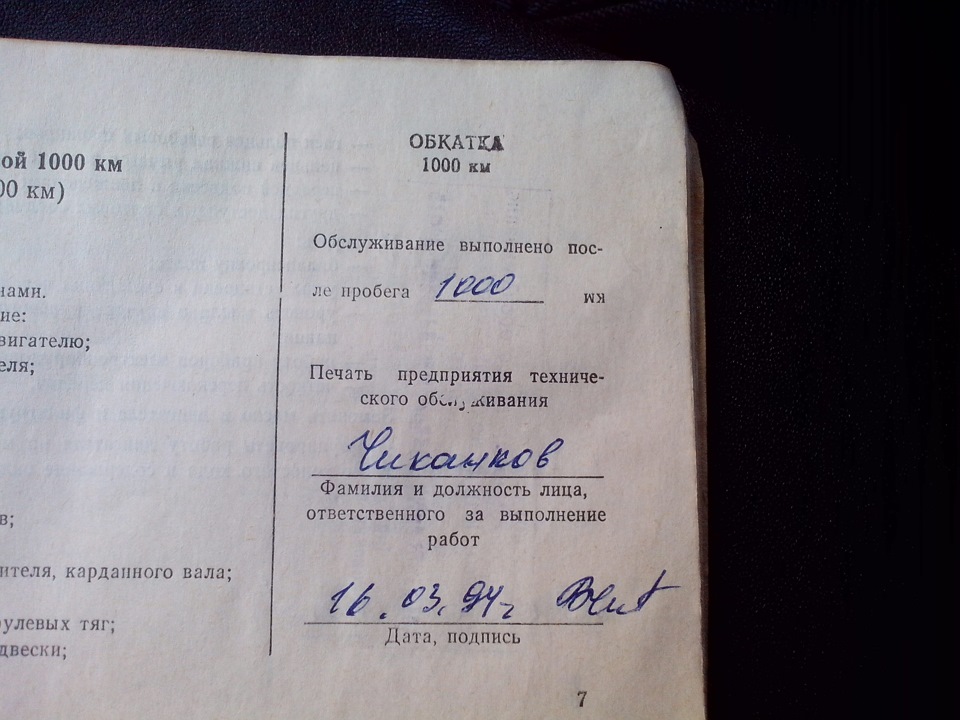 ой 1000 км
00 км)
нами.
ие:
вигателю;
еля;
в;
ителя, карданного вала;
рулевых тяг;
двески;
ОБКАТКА
1000 км
Обслуживание выполнено пос-
ле пробега 1000 км
Печать предприятия техниче-
ского обслуживания
Чиканков
Фамилия и должность лица,
ответственного за выполнение
работ
16.03.94г
Дата, подпись
7